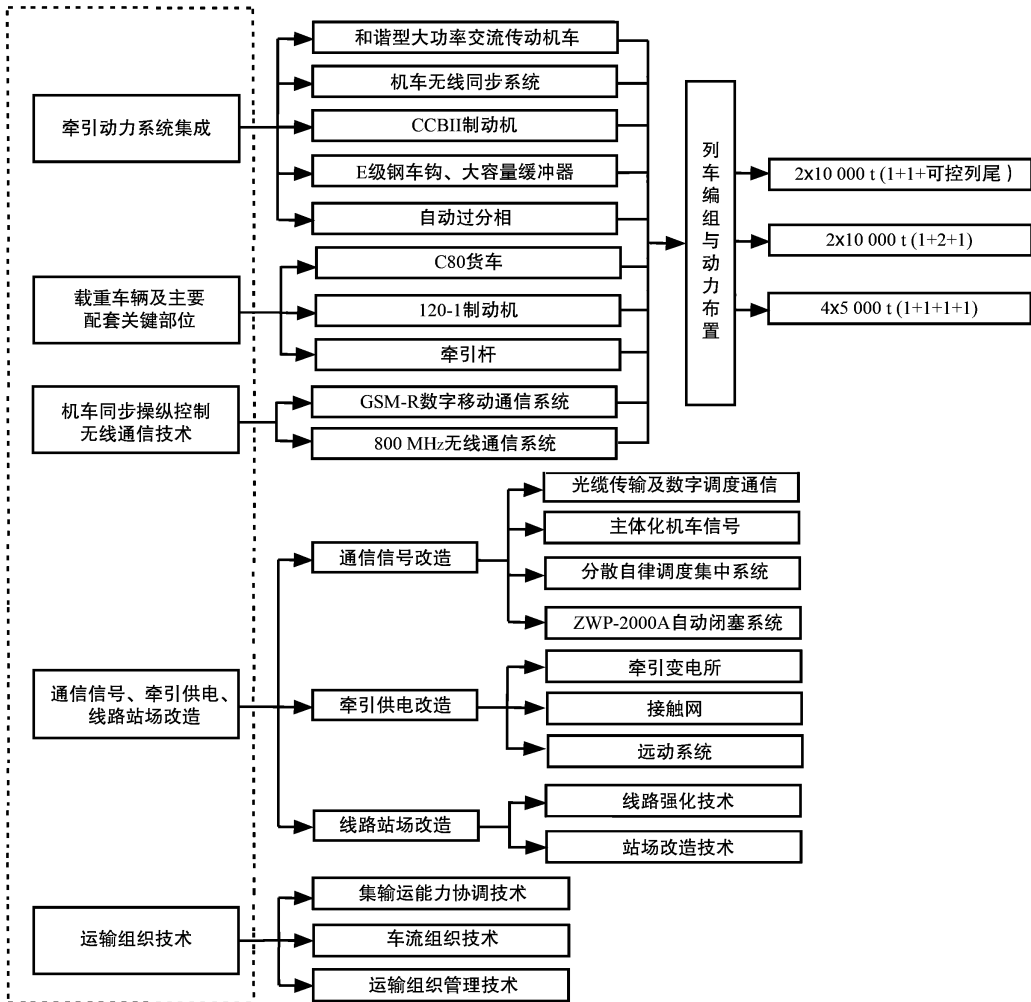 牵引动力系统集成
和谐型大功率交流传动机车
机车无线同步系统
CCBII制动机
E级钢车钩、大容量缓冲器
自动过分相
载重车辆及主要
配套关键部位
C80货车
120-1制动机
牵引杆
机车同步操纵控制
无线通信技术
GSM-R数字移动通信系统
800 MHz无线通信系统
列车编组与动力布置
2x10 000 t (1+1+可控列尾)
2x10 000 t (1+2+1)
4x5 000 t (1+1+1+1)
通信信号、牵引供电、
线路站场改造
通信信号改造
光缆传输及数字调度通信
主体化机车信号
分散自律调度集中系统
ZWP-2000A自动闭塞系统
牵引供电改造
牵引变电所
接触网
远动系统
线路站场改造
线路强化技术
站场改造技术
运输组织技术
集输运能力协调技术
车流组织技术
运输组织管理技术